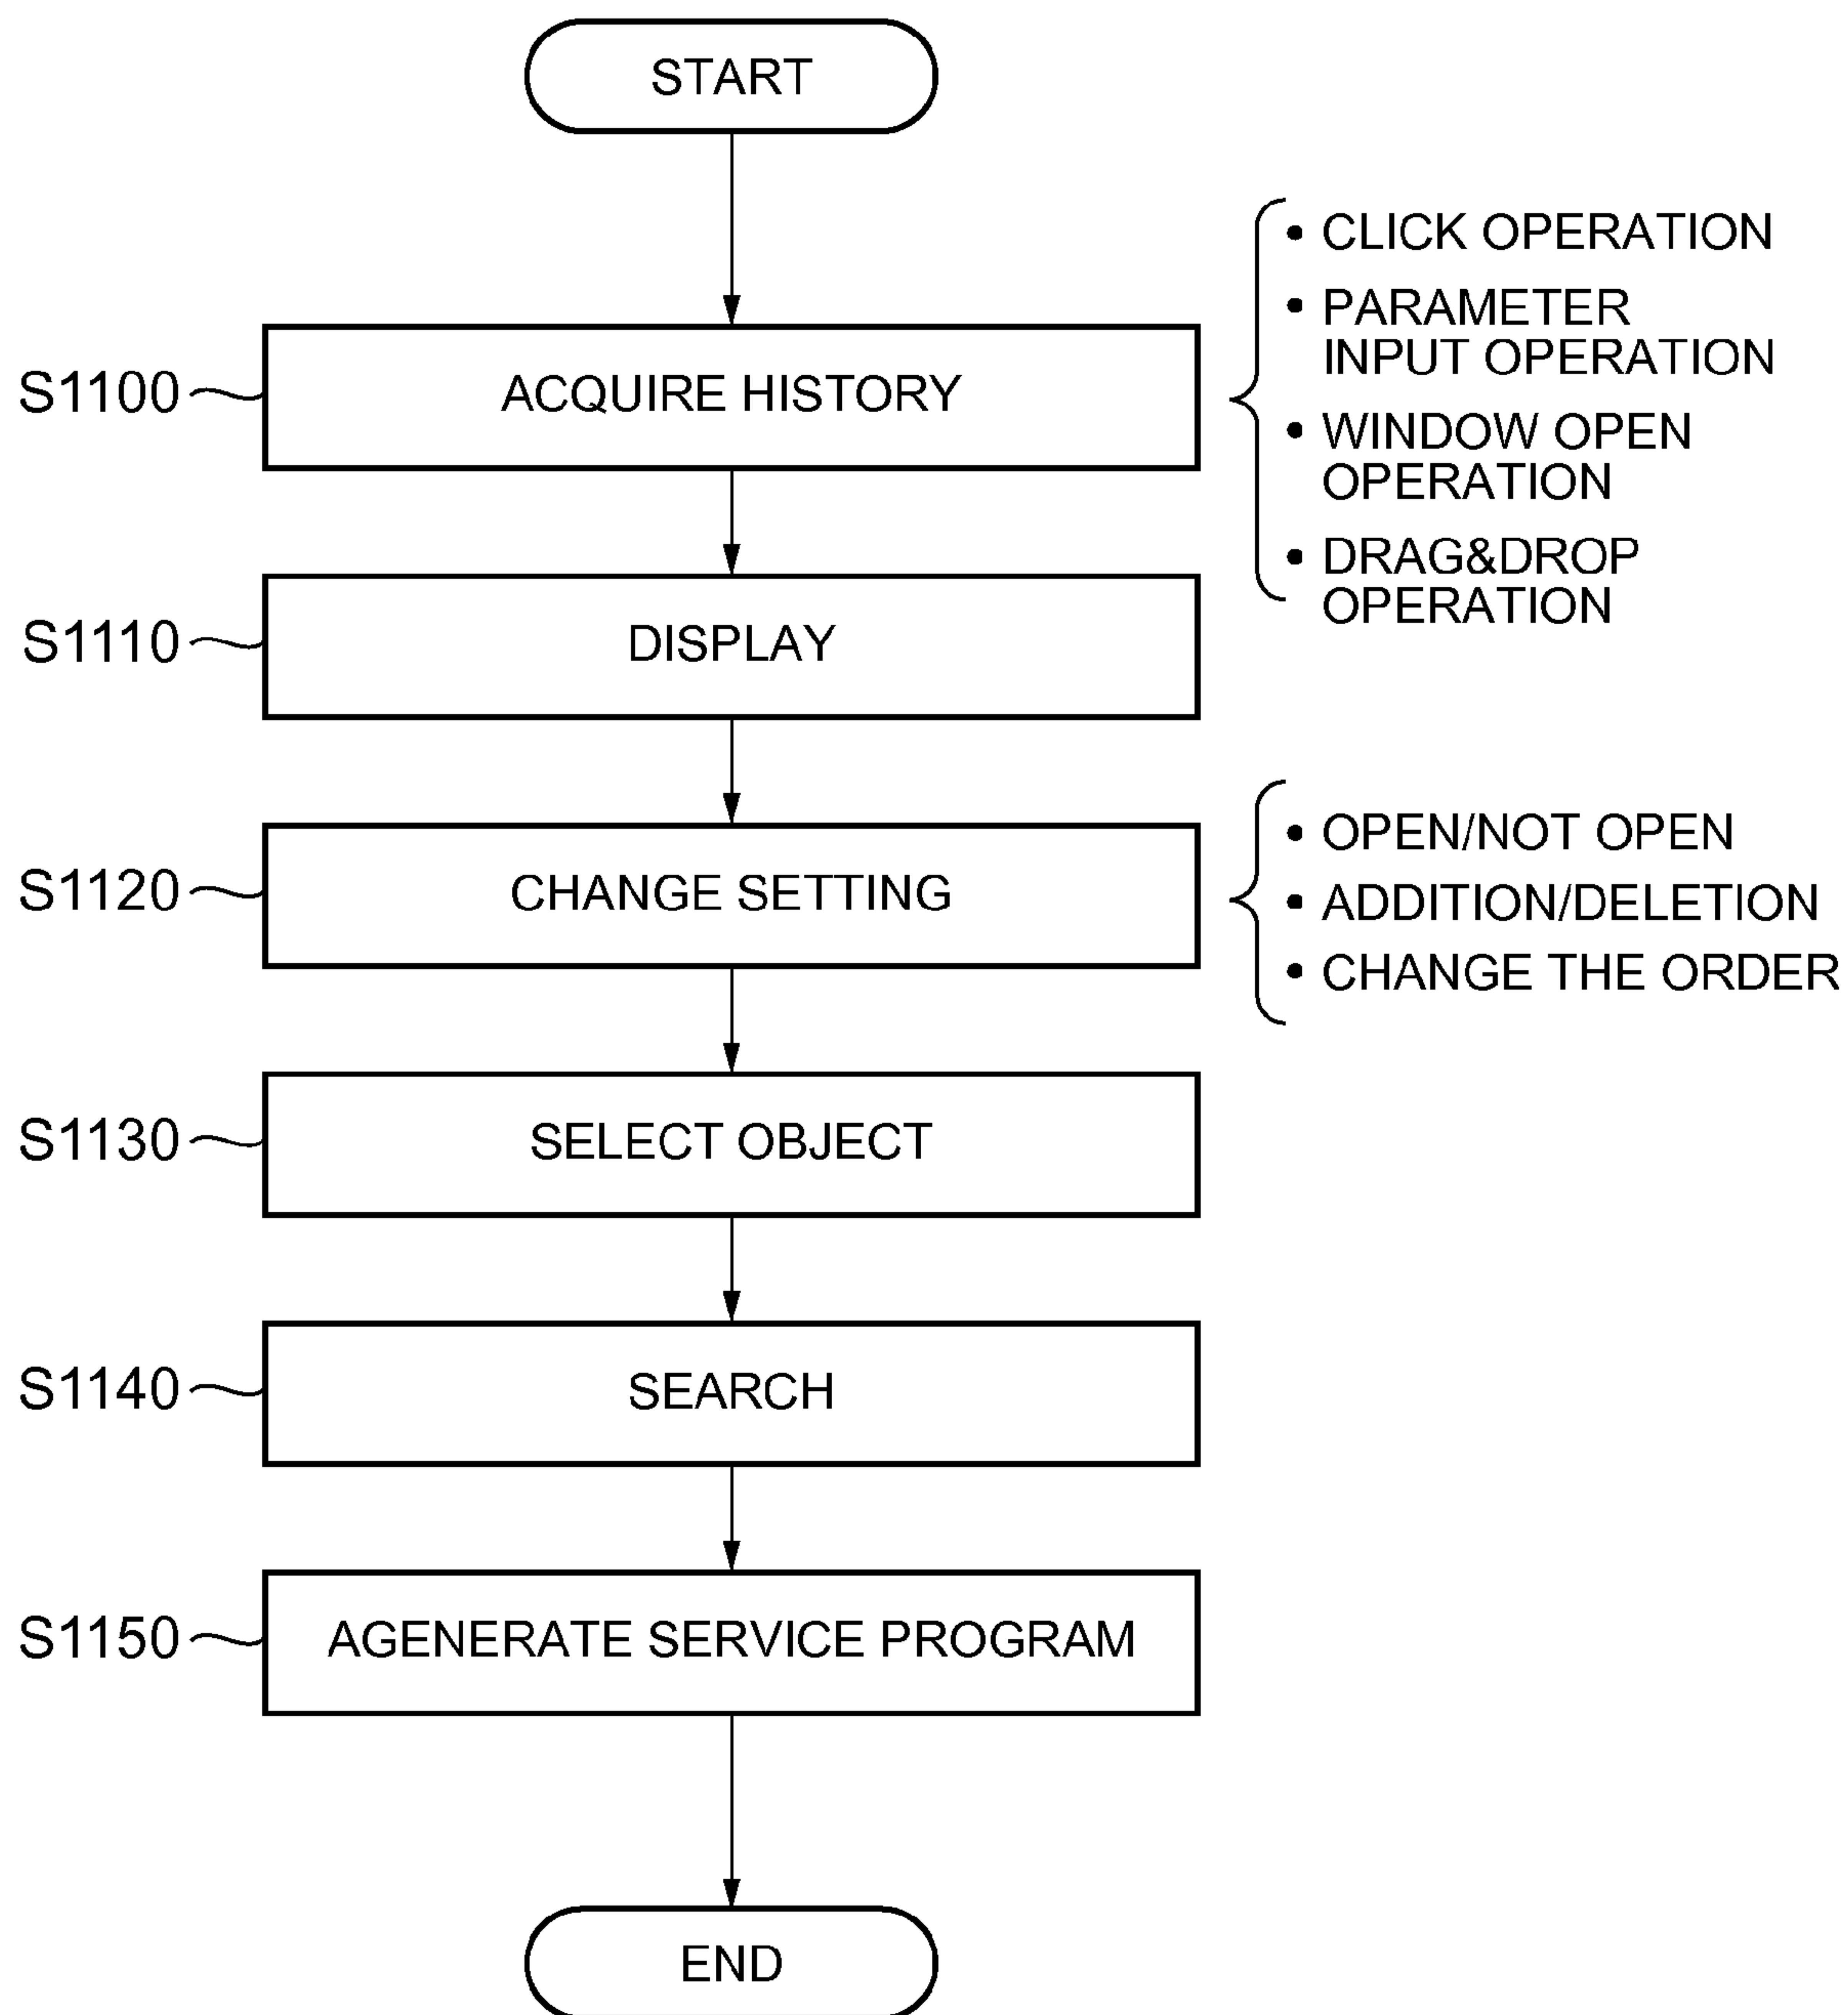 START
S1100
ACQUIRE HISTORY
• CLICK OPERATION
• PARAMETER
INPUT OPERATION
• WINDOW OPEN
OPERATION
• DRAG&DROP
OPERATION
S1110
DISPLAY
S1120
CHANGE SETTING
• OPEN/NOT OPEN
• ADDITION/DELETION
• CHANGE THE ORDER
S1130
SELECT OBJECT
S1140
SEARCH
S1150
AGENERATE SERVICE PROGRAM
END